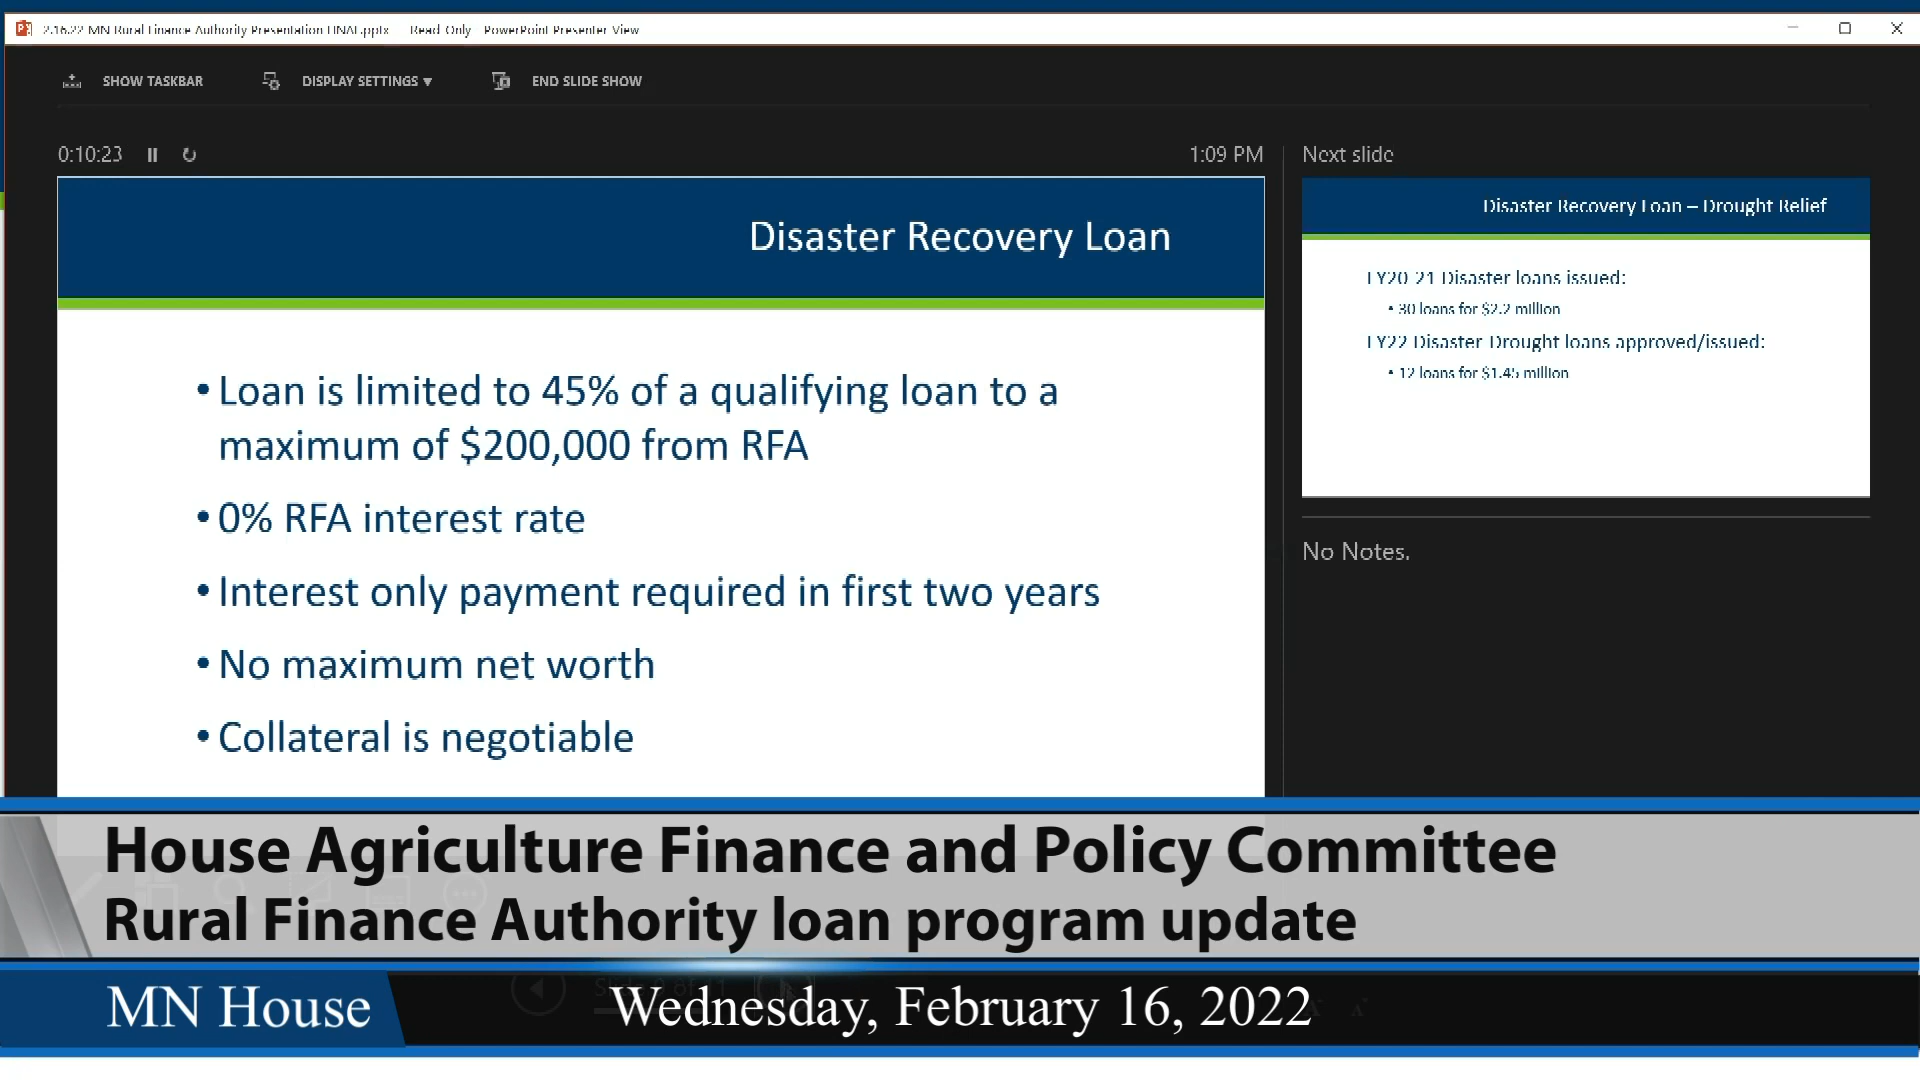 2.16.22 MN Rural Finance Authority Presentation FINAL.pptx - Read-Only - PowerPoint Presenter View
SHOW TASKBAR
DISPLAY SETTINGS ▼
END SLIDE SHOW
0:10:23
1:09 PM
Next slide
Disaster Recovery Loan
• Loan is limited to 45% of a qualifying loan to a
maximum of $200,000 from RFA
• 0% RFA interest rate
• Interest only payment required in first two years
• No maximum net worth
• Collateral is negotiable
Disaster Recovery Loan – Drought Relief
FY20-21 Disaster loans issued:
• 30 loans for $2.2 million
FY22 Disaster-Drought loans approved/issued:
• 12 loans for $1.45 million
No Notes.
House Agriculture Finance and Policy Committee
Rural Finance Authority loan program update
MN House
Wednesday, February 16, 2022